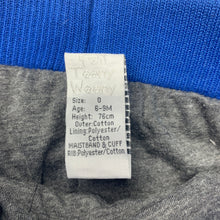 Teeny
Weeny
Size: 0
Age: 6-9M
Height: 76cm
Outer:Cotton
Lining:Polyester/
Cotton
WAISTBAND & CUFF
RIB:Polyester/Cotton